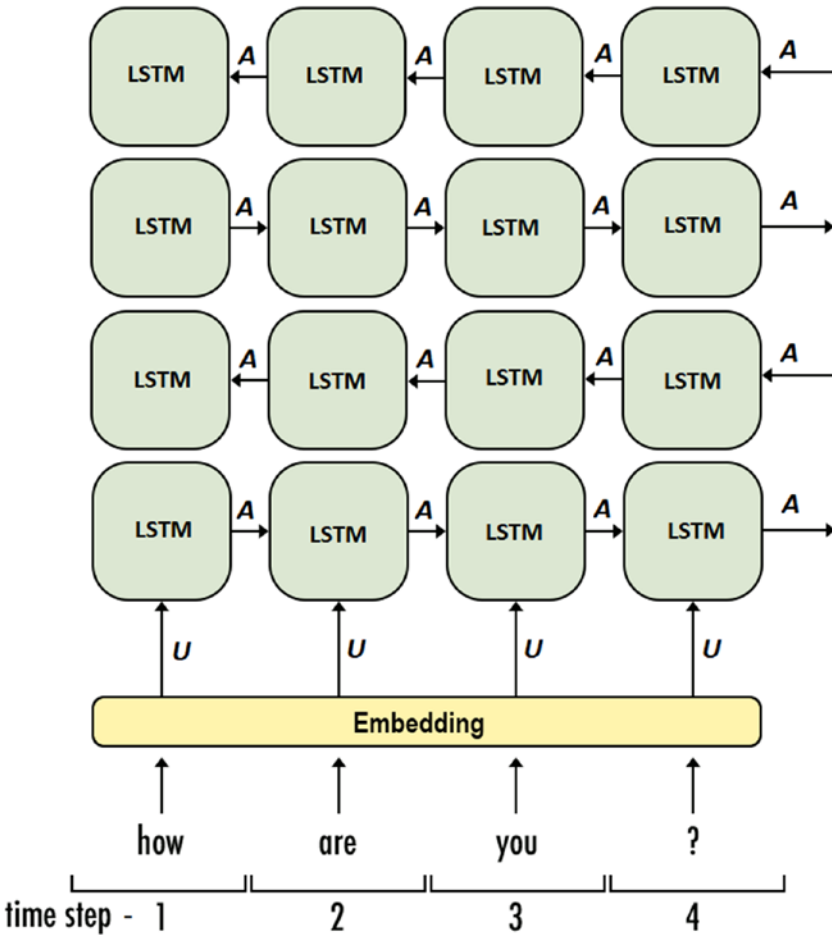 A A A A
LSTM LSTM LSTM LSTM
A A A A
LSTM LSTM LSTM LSTM
A A A A
LSTM LSTM LSTM LSTM
A A A A
LSTM LSTM LSTM LSTM
U U U U
Embedding
how are you ?
time step - 1 2 3 4